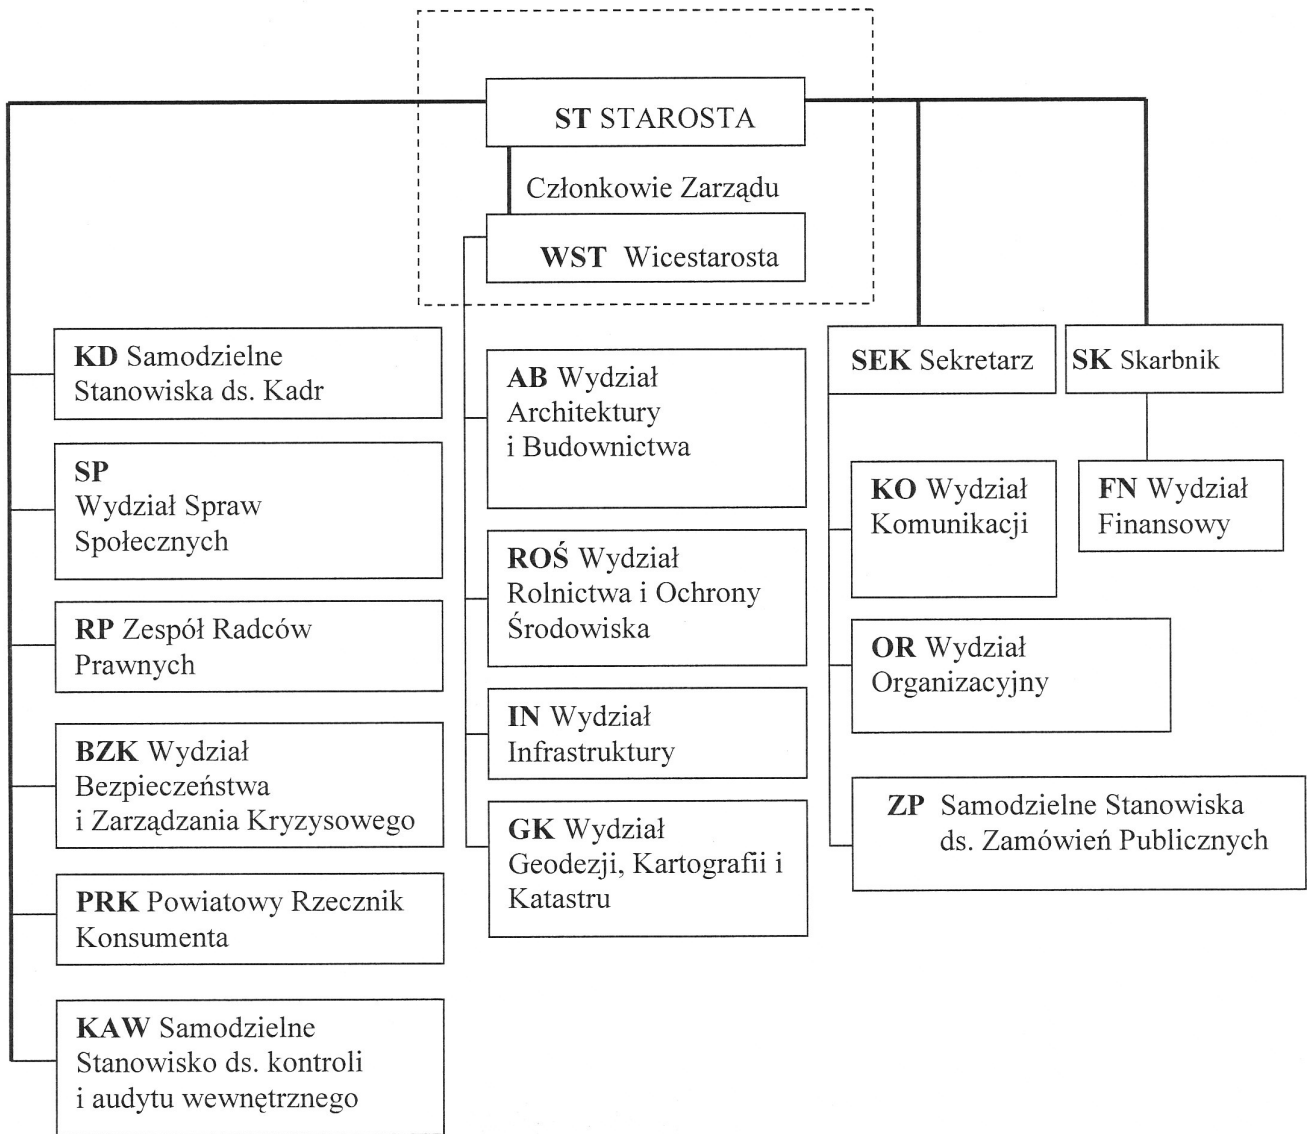 ST STAROSTA
Członkowie Zarządu
WST Wicestarosta
KD Samodzielne
Stanowiska ds. Kadr
SP
Wydział Spraw
Społecznych
RP Zespół Radców
Prawnych
BZK Wydział
Bezpieczeństwa
i Zarządzania Kryzysowego
PRK Powiatowy Rzecznik
Konsumenta
KAW Samodzielne
Stanowisko ds. kontroli
i audytu wewnętrznego
AB Wydział
Architektury
i Budownictwa
ROŚ Wydział
Rolnictwa i Ochrony
Środowiska
IN Wydział
Infrastruktury
GK Wydział
Geodezji, Kartografii i
Katastru
SEK Sekretarz
KO Wydział
Komunikacji
OR Wydział
Organizacyjny
ZP Samodzielne Stanowiska
ds. Zamówień Publicznych
SK Skarbnik
FN Wydział
Finansowy